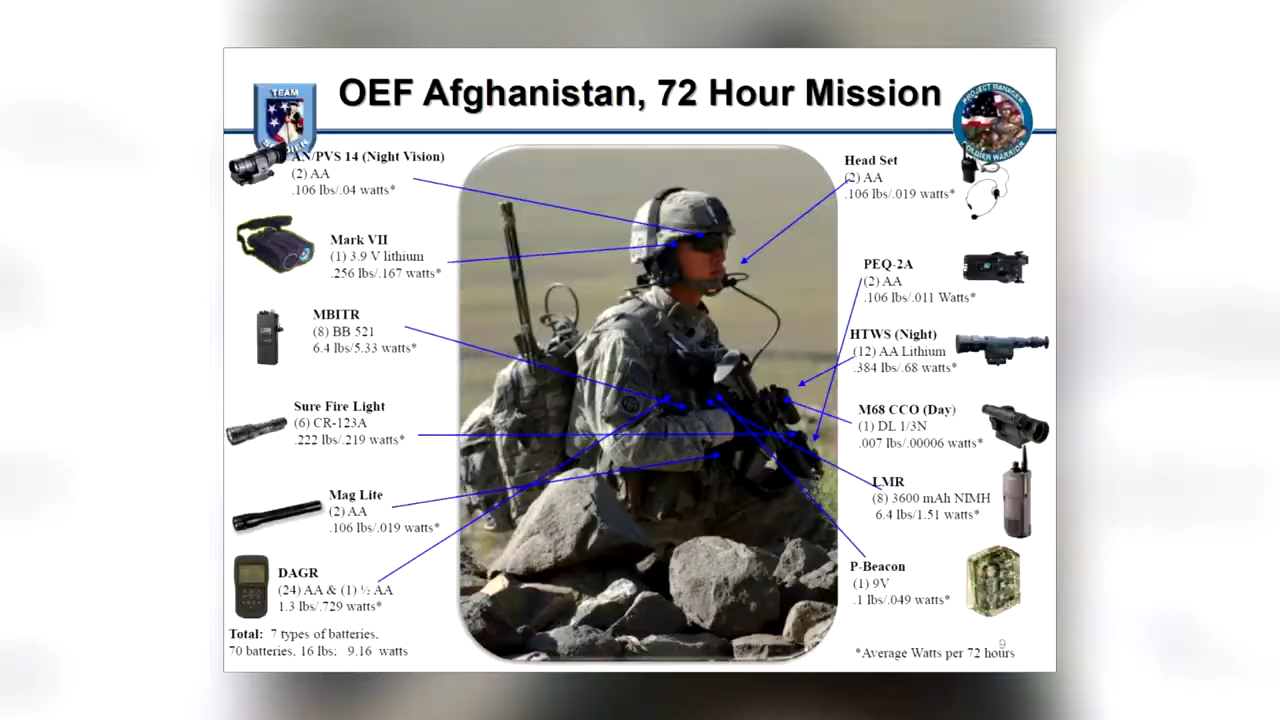 OEF Afghanistan, 72 Hour Mission
TEAM
PROJECT MANAGER
SOLDIER WARRIOR
AN/PVS 14 (Night Vision)
(2) AA
.106 lbs/.04 watts*
Mark VII
(1) 3.9 V lithium
.256 lbs/.167 watts*
MBITR
(8) BB 521
6.4 lbs/5.33 watts*
Sure Fire Light
(6) CR-123A
.222 lbs/.219 watts*
Mag Lite
(2) AA
.106 lbs/.019 watts*
DAGR
(24) AA & (1) ½ AA
1.3 lbs/.729 watts*
Total: 7 types of batteries,
70 batteries, 16 lbs; 9.16 watts
Head Set
(2) AA
.106 lbs/.019 watts*
PEQ-2A
(2) AA
.106 lbs/.011 Watts*
HTWS (Night)
(12) AA Lithium
.384 lbs/.68 watts*
M68 CCO (Day)
(1) DL 1/3N
.007 lbs/.00006 watts*
LMR
(8) 3600 mAh NIMH
6.4 lbs/1.51 watts*
P-Beacon
(1) 9V
.1 lbs/.049 watts*
9
*Average Watts per 72 hours